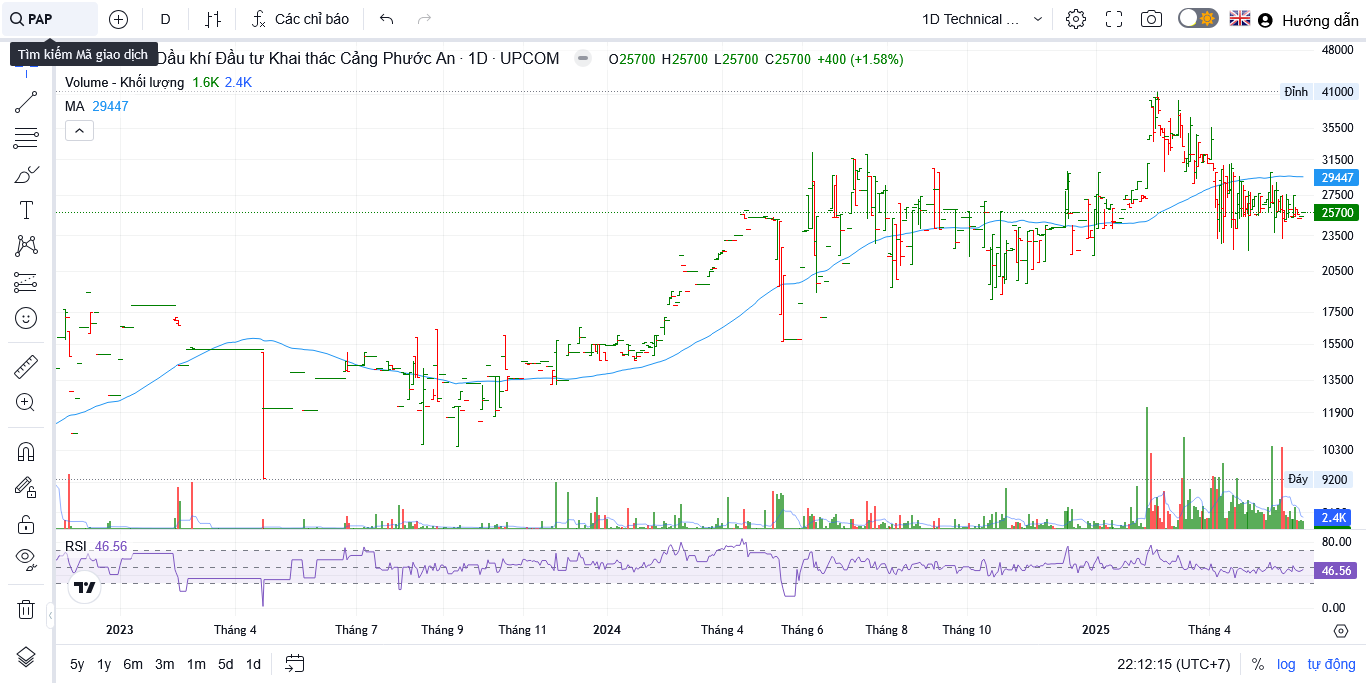 PAP
D
Các chỉ báo
1D Technical ...
Hướng dẫn
Tìm kiếm Mã giao dịch
Dầu khí Đầu tư Khai thác Cảng Phước An · 1D · UPCOM
O25700 H25700 L25700 C25700 +400 (+1.58%)
Volume - Khối lượng 1.6K 2.4K
MA 29447
48000
Đỉnh 41000
35500
31500
29447
27500
25700
23500
20500
17500
15500
13500
11900
10300
Đáy 9200
2.4K
RSI 46.56
80.00
46.56
0.00
2023 Tháng 4 Tháng 7 Tháng 9 Tháng 11 2024 Tháng 4 Tháng 6 Tháng 8 Tháng 10 2025 Tháng 4
5y 1y 6m 3m 1m 5d 1d
22:12:15 (UTC+7) % log tự động